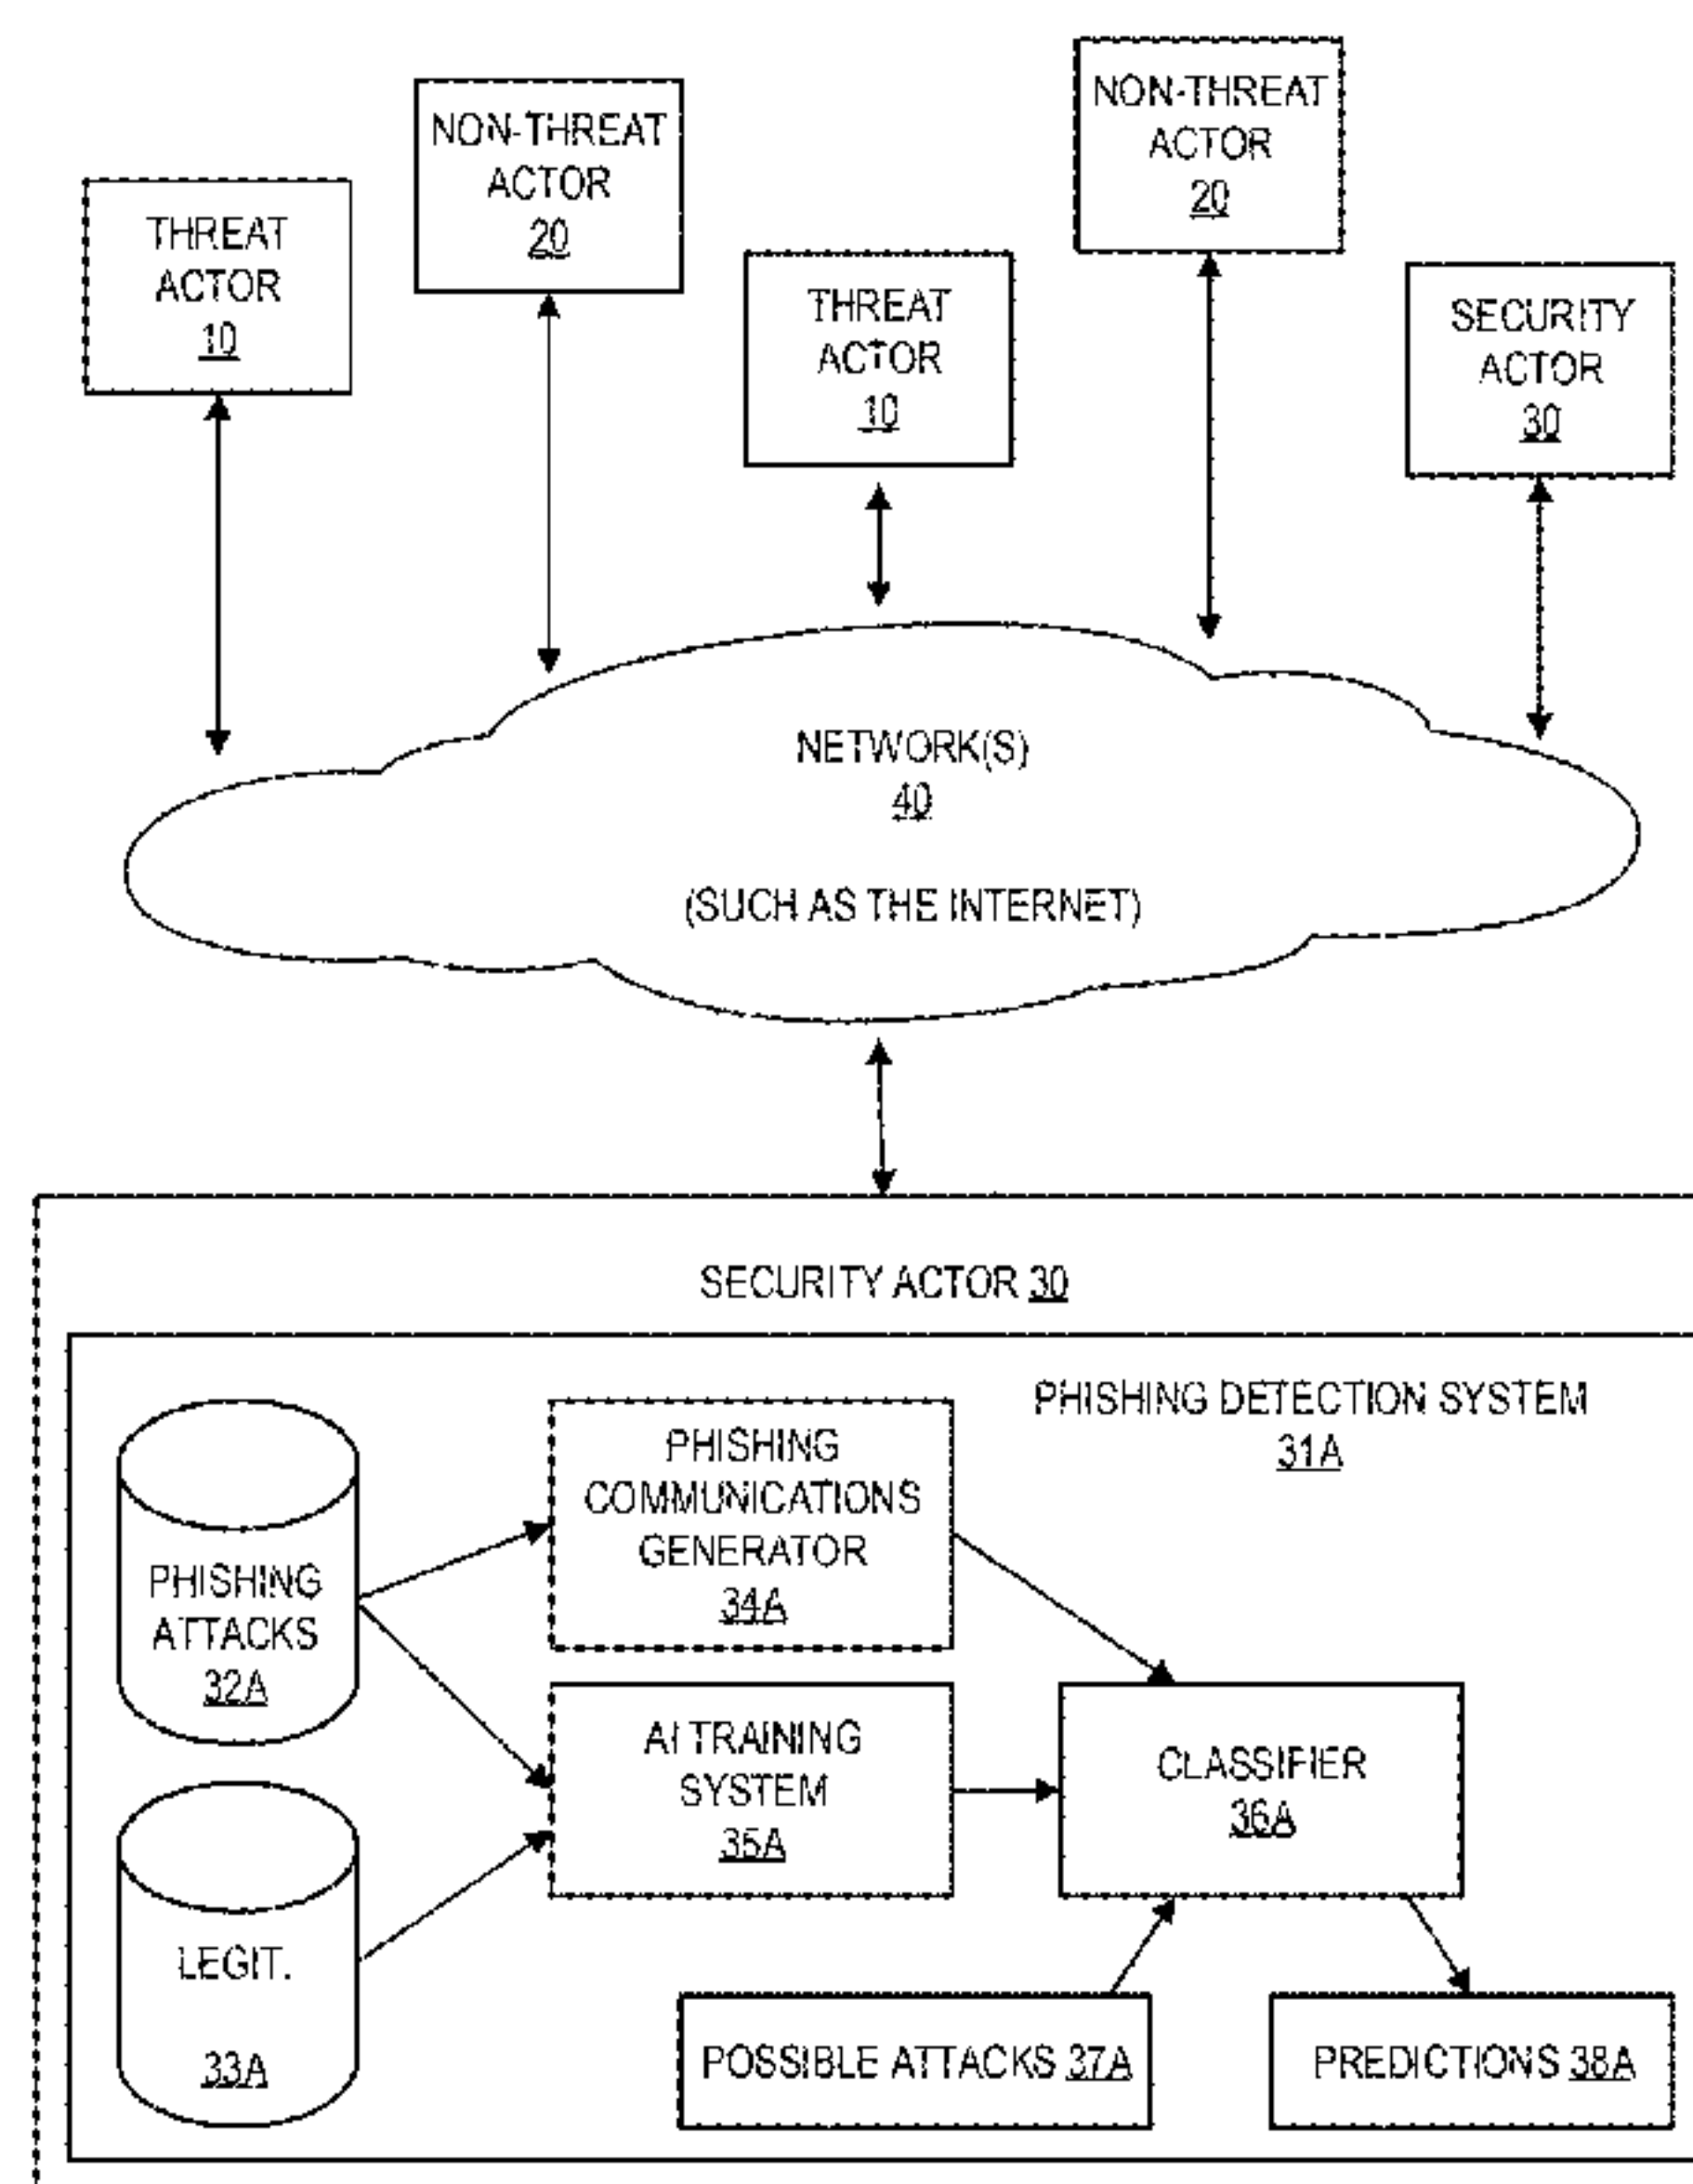 THREAT
ACTOR
10
NON-THREAT
ACTOR
20
THREAT
ACTOR
10
NON-THREAT
ACTOR
20
SECURITY
ACTOR
30
NETWORK(S)
40
(SUCH AS THE INTERNET)
SECURITY ACTOR 30
PHISHING DETECTION SYSTEM
31A
PHISHING
ATTACKS
32A
PHISHING
COMMUNICATIONS
GENERATOR
34A
AI TRAINING
SYSTEM
35A
CLASSIFIER
36A
LEGIT.
33A
POSSIBLE ATTACKS 37A
PREDICTIONS 38A